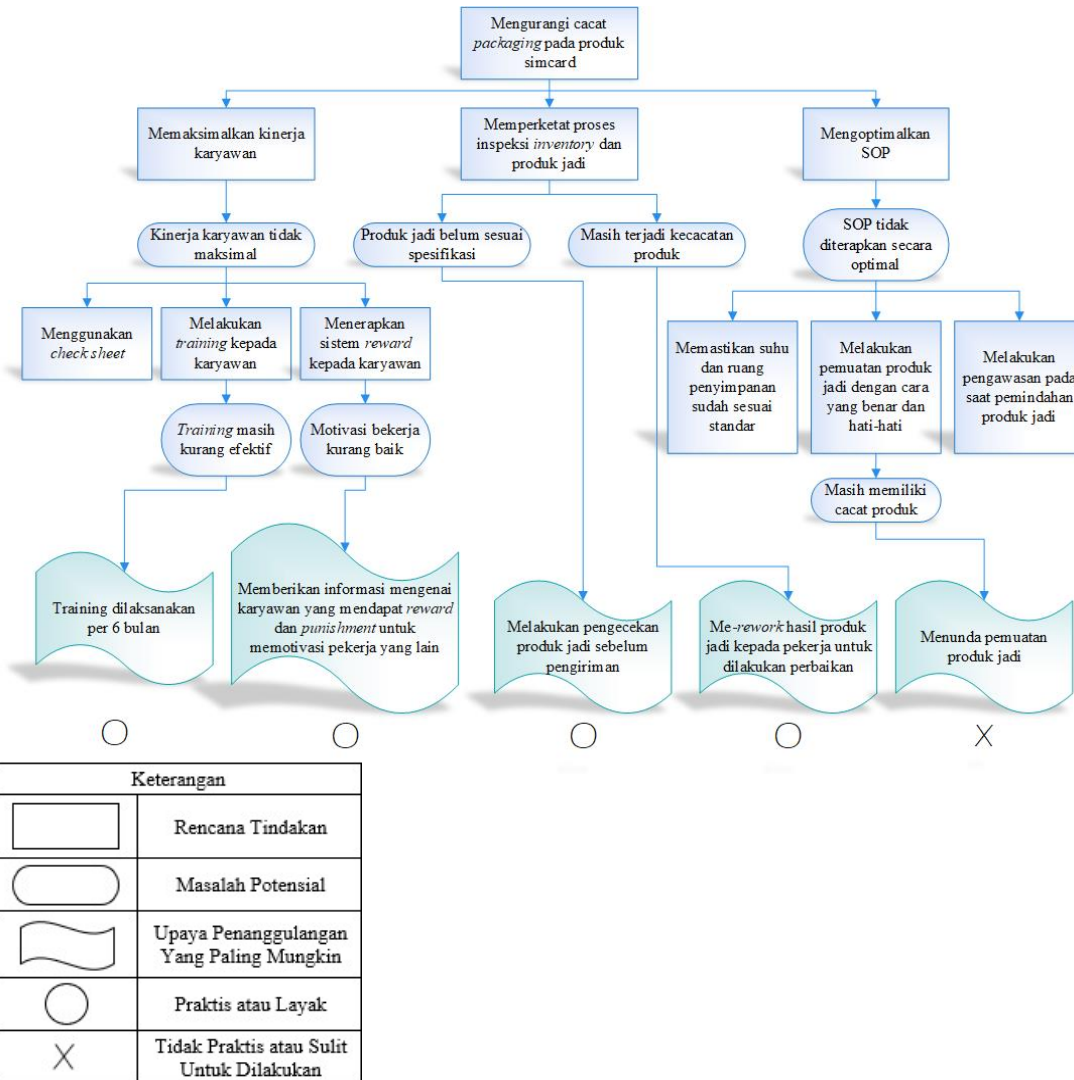 Mengurangi cacat
packaging pada produk
simcard
Memaksimalkan kinerja
karyawan
Memperketat proses
inspeksi inventory dan
produk jadi
Mengoptimalkan
SOP
Kinerja karyawan tidak
maksimal
Produk jadi belum sesuai
spesifikasi
Masih terjadi kecacatan
produk
SOP tidak
diterapkan secara
optimal
Menggunakan
check sheet
Melakukan
training kepada
karyawan
Menerapkan
sistem reward
kepada karyawan
Memastikan suhu
dan ruang
penyimpanan
sudah sesuai
standar
Melakukan
pemuatan produk
jadi dengan cara
yang benar dan
hati-hati
Melakukan
pengawasan pada
saat pemindahan
produk jadi
Training masih
kurang efektif
Motivasi bekerja
kurang baik
Masih memiliki
cacat produk
Training dilaksanakan
per 6 bulan
Memberikan informasi mengenai
karyawan yang mendapat reward
dan punishment untuk
memotivasi pekerja yang lain
Melakukan pengecekan
produk jadi sebelum
pengiriman
Me-rework hasil produk
jadi kepada pekerja untuk
dilakukan perbaikan
Menunda pemuatan
produk jadi
O
O
O
O
X
Keterangan
Rencana Tindakan
Masalah Potensial
Upaya Penanggulangan
Yang Paling Mungkin
Praktis atau Layak
X
Tidak Praktis atau Sulit
Untuk Dilakukan